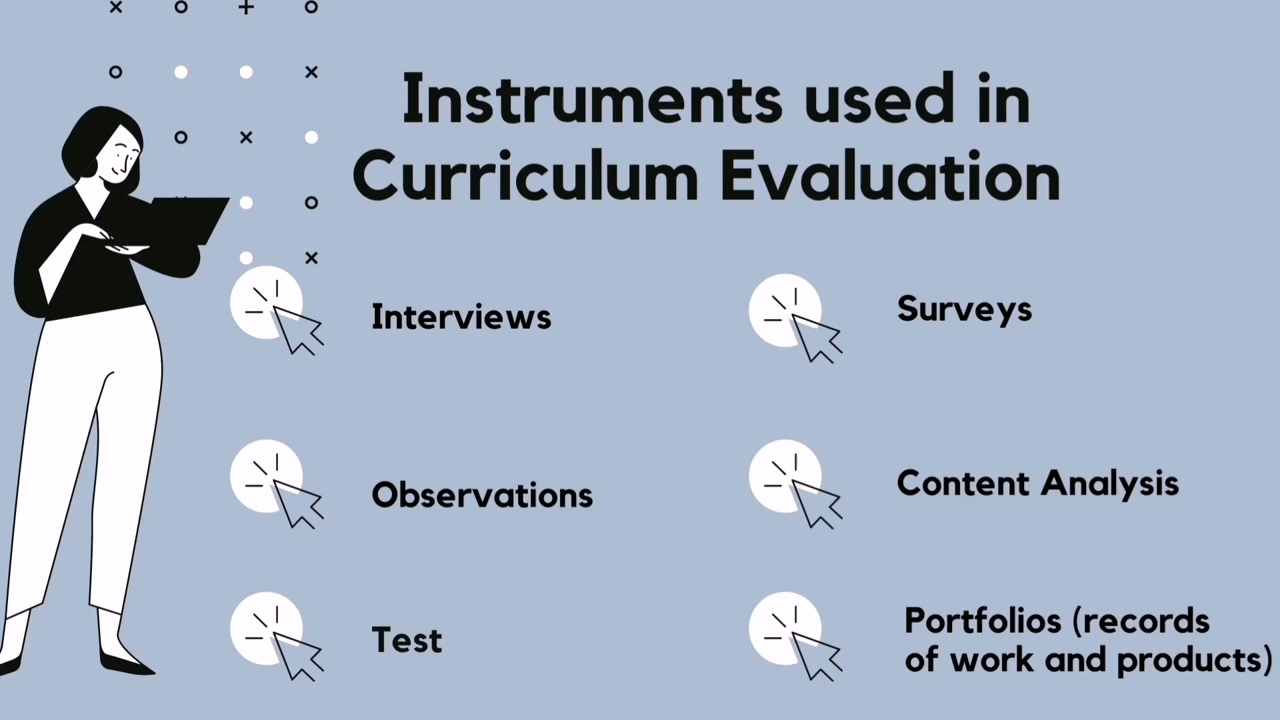 Instruments used in
Curriculum Evaluation
Interviews
Surveys
Observations
Content Analysis
Test
Portfolios (records
of work and products)